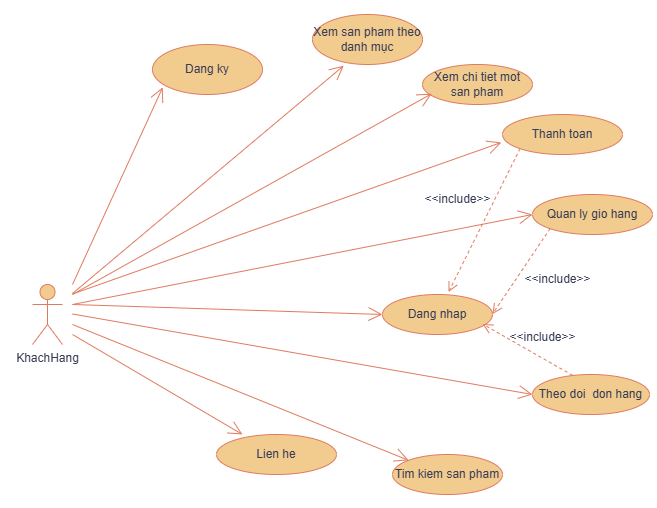 Xem san pham theo
danh mục
Dang ky
Xem chi tiet mot
san pham
Thanh toan
<<include>>
Quan ly gio hang
<<include>>
Dang nhap
<<include>>
KhachHang
Theo doi  don hang
Lien he
Tim kiem san pham